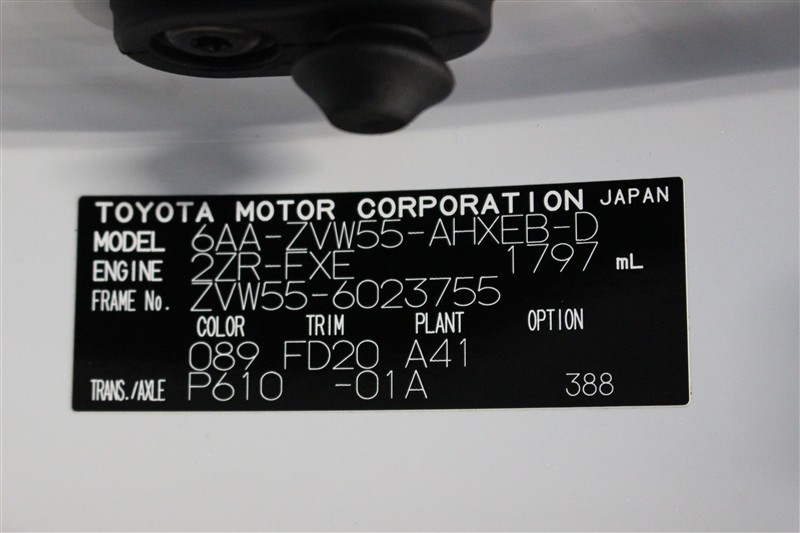 TOYOTA MOTOR CORPORATION JAPAN
MODEL 6AA-ZVW55-AHXEB-D
ENGINE 2ZR-FXE 1797 mL
FRAME No. ZVW55-6023755
COLOR TRIM PLANT OPTION
089 FD20 A41
TRANS./AXLE P610 -01A 388